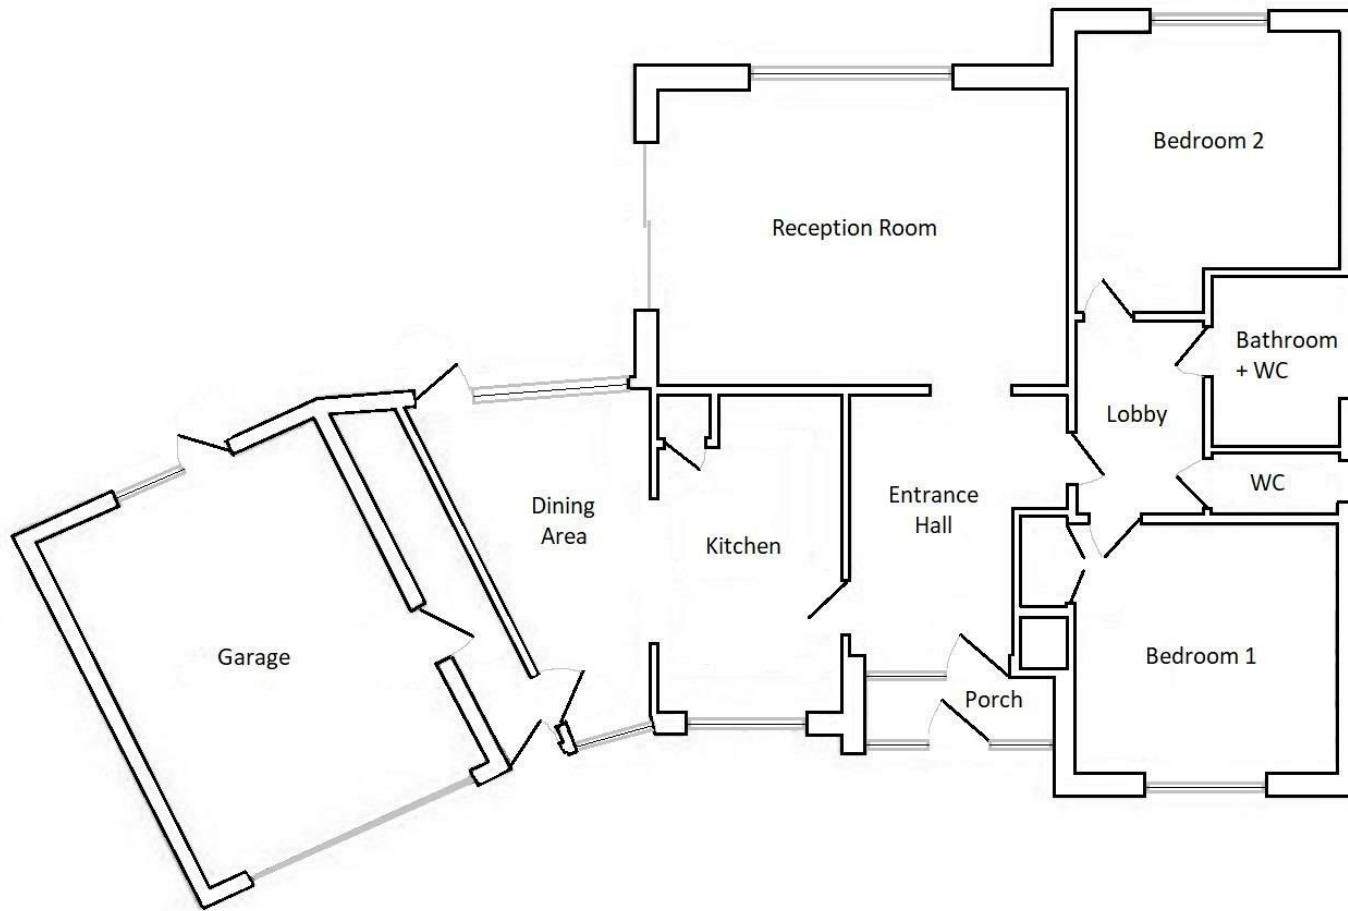 Bedroom 2
Reception Room
Bathroom
+ WC
Lobby
WC
Entrance
Hall
Dining
Area
Kitchen
Garage
Bedroom 1
Porch